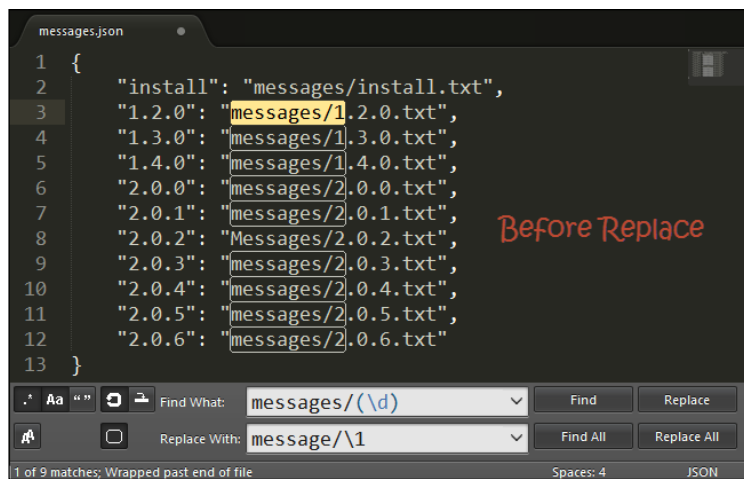 messages.json
1 {
2 "install": "messages/install.txt",
3 "1.2.0": "messages/1.2.0.txt",
4 "1.3.0": "messages/1.3.0.txt",
5 "1.4.0": "messages/1.4.0.txt",
6 "2.0.0": "messages/2.0.0.txt",
7 "2.0.1": "messages/2.0.1.txt",
8 "2.0.2": "Messages/2.0.2.txt",
9 "2.0.3": "messages/2.0.3.txt",
10 "2.0.4": "messages/2.0.4.txt",
11 "2.0.5": "messages/2.0.5.txt",
12 "2.0.6": "messages/2.0.6.txt"
13 }
Before Replace
.* Aa “” Find What: messages/(\d) Find Replace
Replace With: message/\1 Find All Replace All
1 of 9 matches; Wrapped past end of file Spaces: 4 JSON